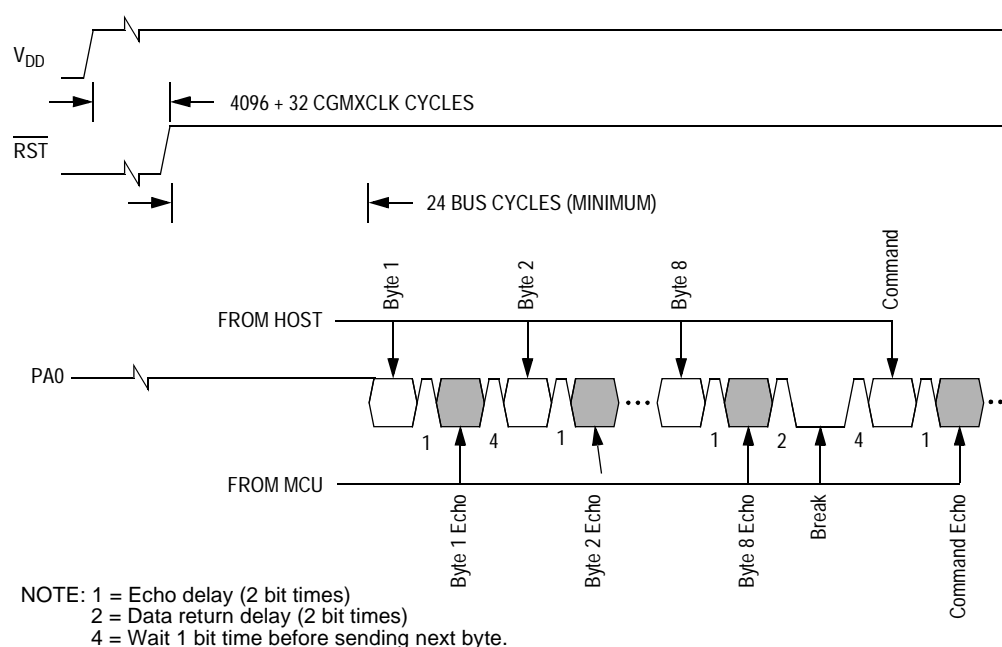 VDD
4096 + 32 CGMXCLK CYCLES
RST
24 BUS CYCLES (MINIMUM)
Byte 1
Byte 2
Byte 8
Command
FROM HOST
PA0
1
4
1
1
2
4
1
FROM MCU
Byte 1 Echo
Byte 2 Echo
Byte 8 Echo
Break
Command Echo
NOTE: 1 = Echo delay (2 bit times)
2 = Data return delay (2 bit times)
4 = Wait 1 bit time before sending next byte.